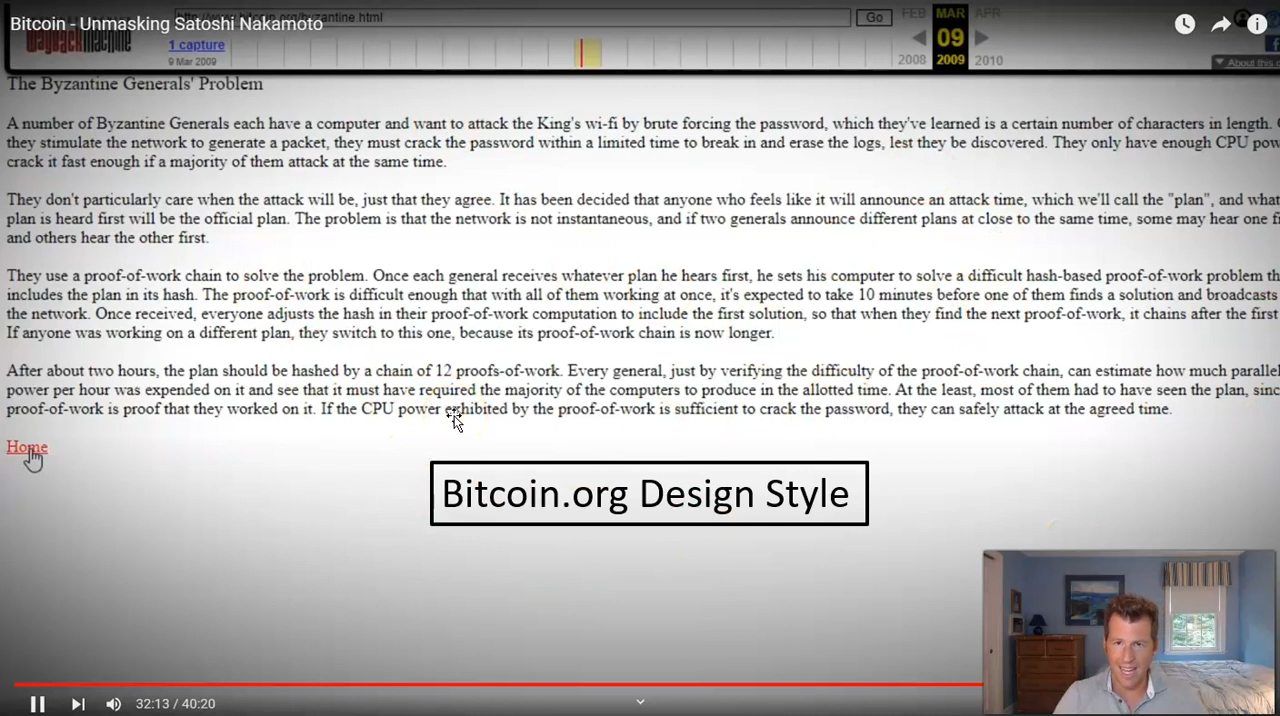 Bitcoin - Unmasking Satoshi Nakamoto
byzantine.html
Go
FEB MAR APR
1 capture
09
9 Mar 2009
2008 2009 2010
About this
The Byzantine Generals' Problem
A number of Byzantine Generals each have a computer and want to attack the King's wi-fi by brute forcing the password, which they've learned is a certain number of characters in length.
they stimulate the network to generate a packet, they must crack the password within a limited time to break in and erase the logs, lest they be discovered. They only have enough CPU pow
crack it fast enough if a majority of them attack at the same time.
They don't particularly care when the attack will be, just that they agree. It has been decided that anyone who feels like it will announce an attack time, which we'll call the "plan", and what
plan is heard first will be the official plan. The problem is that the network is not instantaneous, and if two generals announce different plans at close to the same time, some may hear one fi
and others hear the other first.
They use a proof-of-work chain to solve the problem. Once each general receives whatever plan he hears first, he sets his computer to solve a difficult hash-based proof-of-work problem th
includes the plan in its hash. The proof-of-work is difficult enough that with all of them working at once, it's expected to take 10 minutes before one of them finds a solution and broadcasts
the network. Once received, everyone adjusts the hash in their proof-of-work computation to include the first solution, so that when they find the next proof-of-work, it chains after the first
If anyone was working on a different plan, they switch to this one, because its proof-of-work chain is now longer.
After about two hours, the plan should be hashed by a chain of 12 proofs-of-work. Every general, just by verifying the difficulty of the proof-of-work chain, can estimate how much parallel
power per hour was expended on it and see that it must have required the majority of the computers to produce in the allotted time. At the least, most of them had to have seen the plan, sinc
proof-of-work is proof that they worked on it. If the CPU power exhibited by the proof-of-work is sufficient to crack the password, they can safely attack at the agreed time.
Home
Bitcoin.org Design Style
32:13 / 40:20